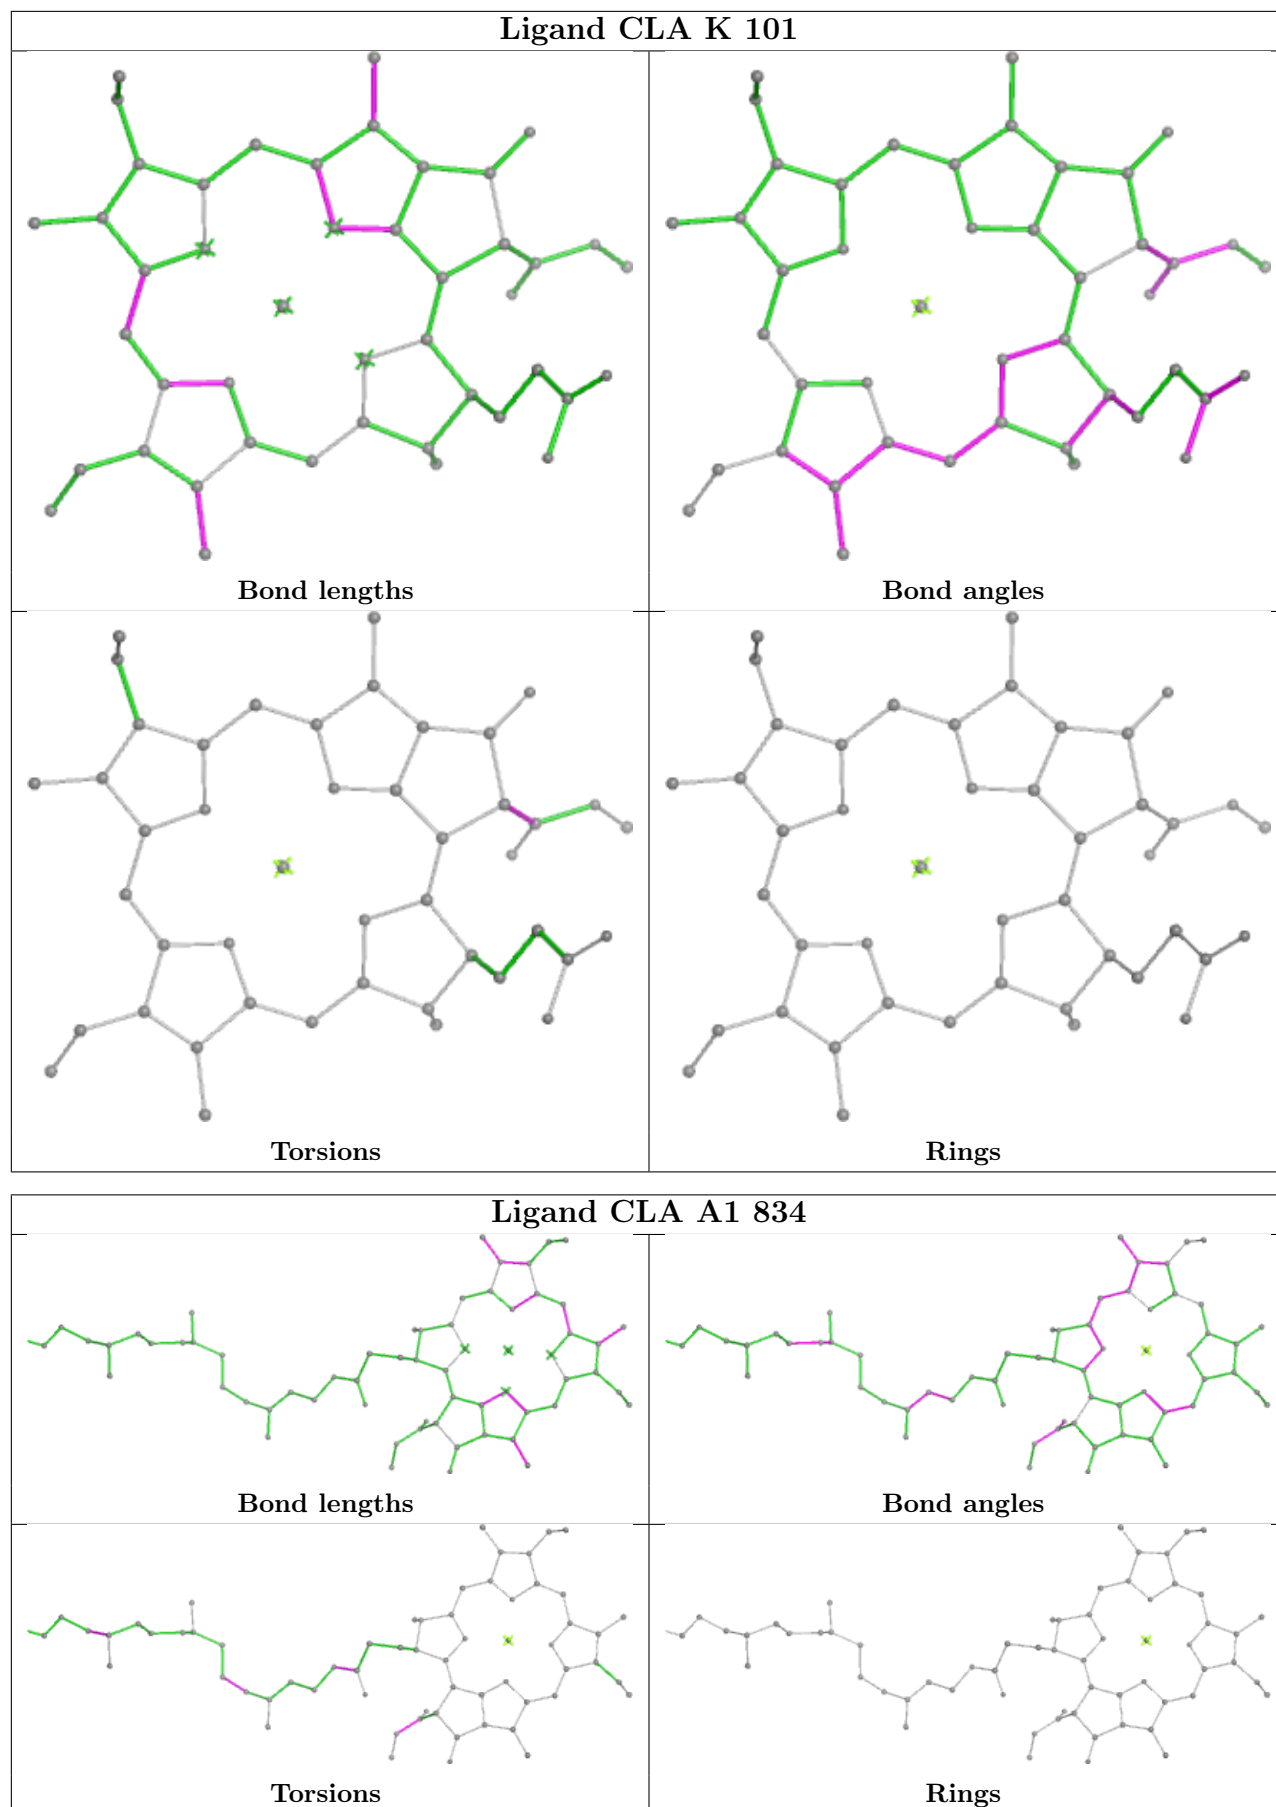 Ligand CLA K 101
Bond lengths
Bond angles
Torsions
Rings
Ligand CLA A1 834
Bond lengths
Bond angles
Torsions
Rings